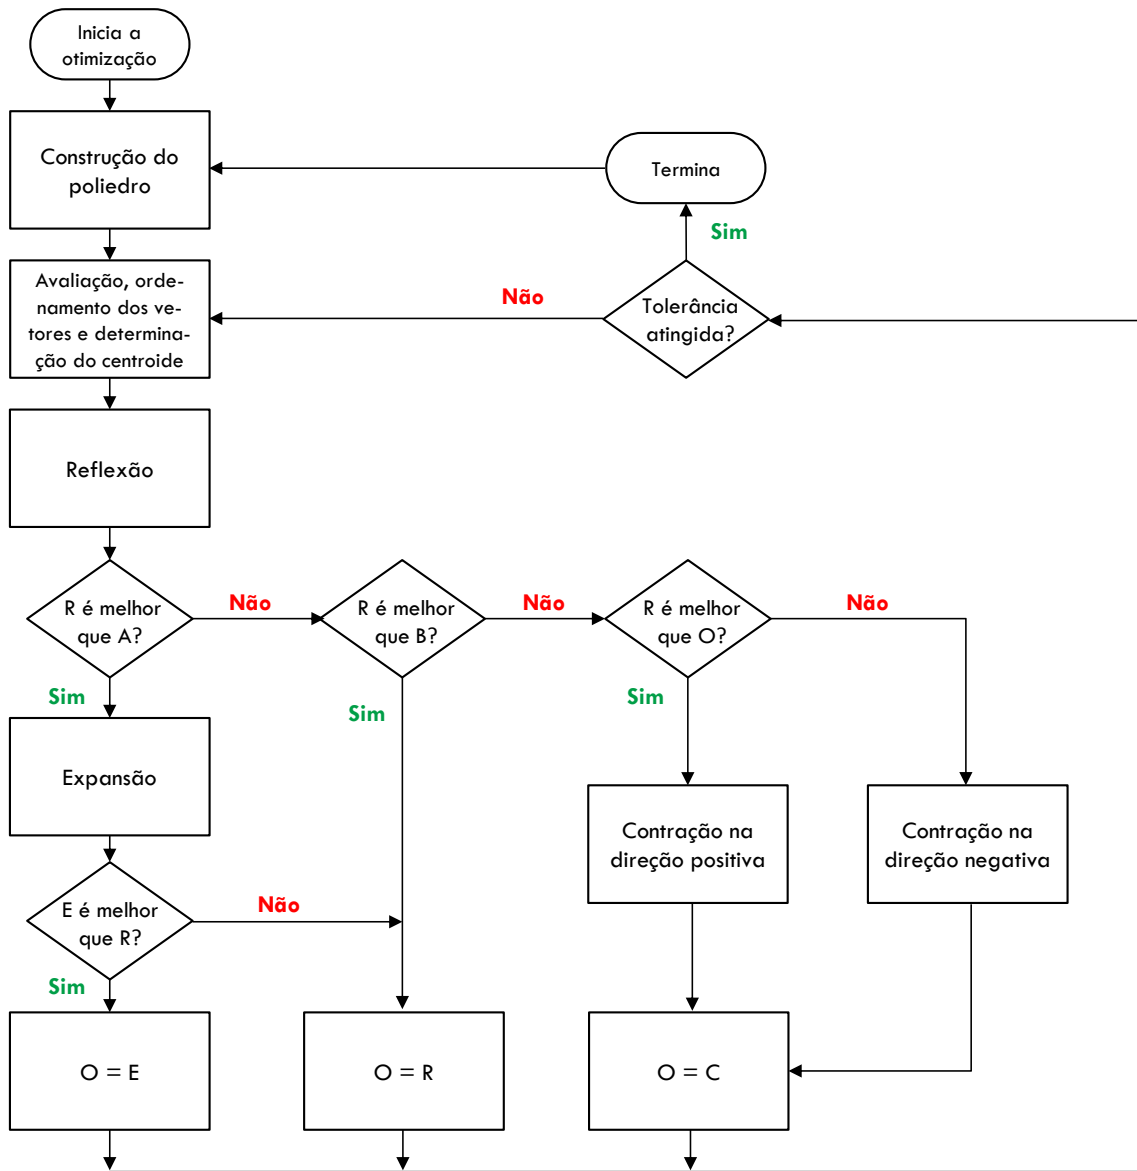 Inicia a
otimização
Construção do
poliedro
Termina
Sim
Avaliação, orde-
namento dos ve-
tores e determina-
ção do centroide
Não
Tolerância
atingida?
Reflexão
R é melhor
que A?
Não
R é melhor
que B?
Não
R é melhor
que O?
Não
Sim
Sim
Sim
Expansão
Contração na
direção positiva
Contração na
direção negativa
E é melhor
que R?
Não
Sim
O = E
O = R
O = C